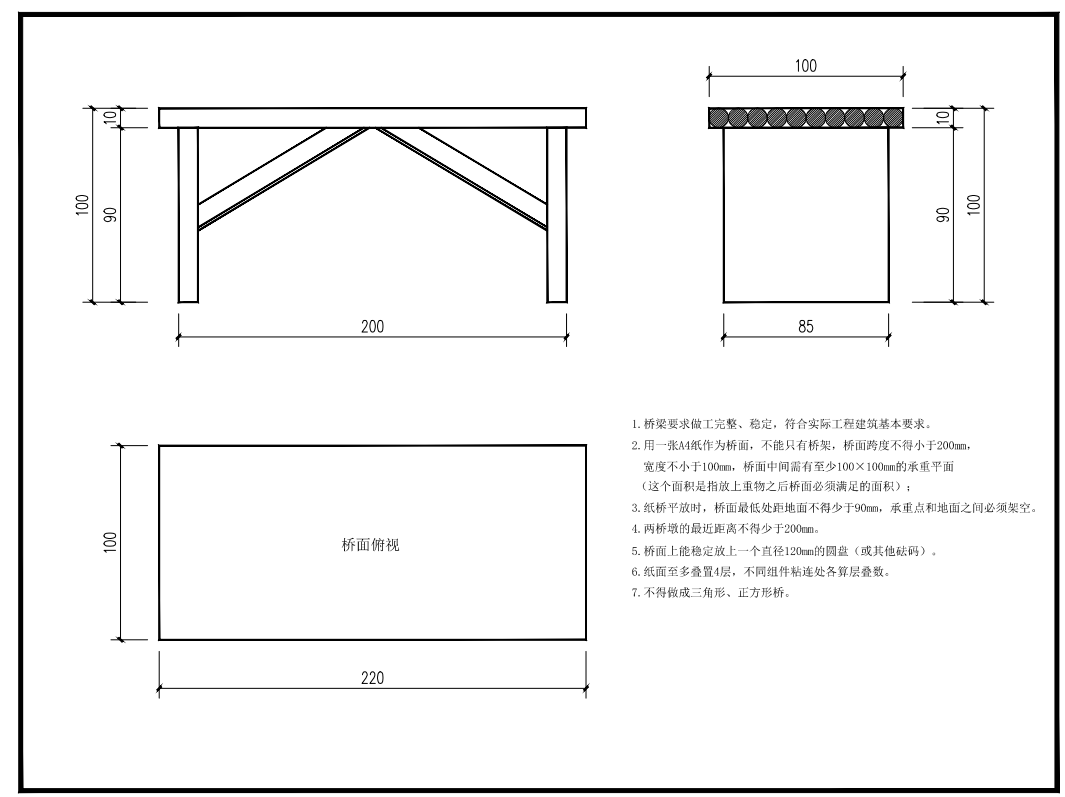 100
10
100
90
200
100
10
90
100
85
1.桥梁要求做工完整、稳定，符合实际工程建筑基本要求。
2.用一张A4纸作为桥面，不能只有桥架，桥面跨度不得小于200mm，
宽度不小于100mm，桥面中间需有至少100×100mm的承重平面
（这个面积是指放上重物之后桥面必须满足的面积）；
3.纸桥平放时，桥面最低处距地面不得少于90mm，承重点和地面之间必须架空。
4.两桥墩的最近距离不得少于200mm。
5.桥面上能稳定放上一个直径120mm的圆盘（或其他砝码）。
6.纸面至多叠置4层，不同组件粘连处各算层叠数。
7.不得做成三角形、正方形桥。
100
桥面俯视
220